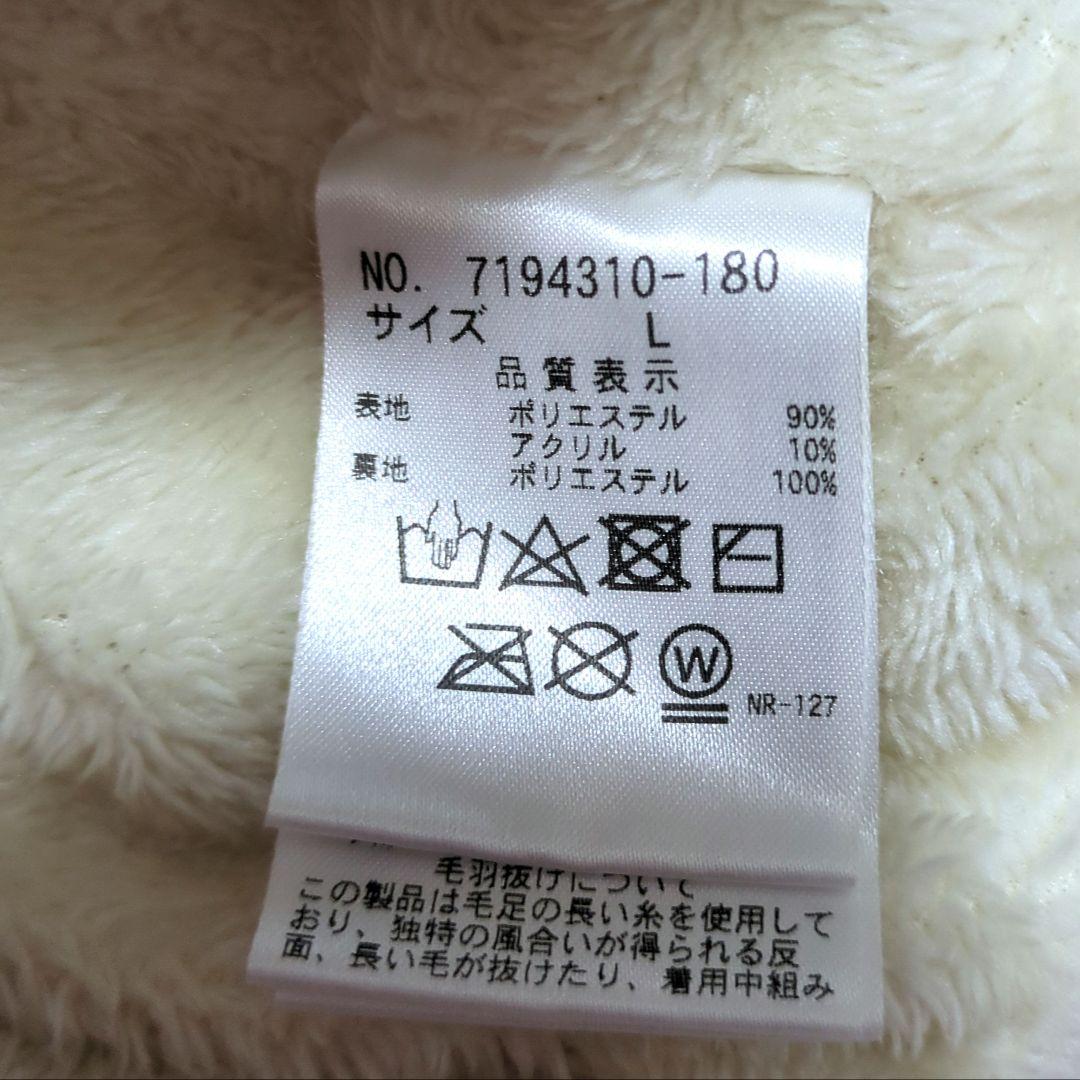 NO. 7194310-180
サイズ L
品質表示
表地 ポリエステル 90%
アクリル 10%
裏地 ポリエステル 100%
W
NR-127
毛羽抜けについて
この製品は毛足の長い糸を使用して
おり、独特の風合いが得られる反
面、長い毛が抜けたり、着用中組み